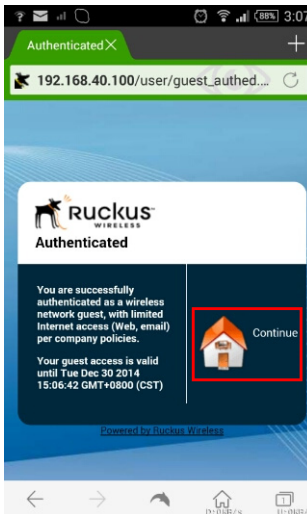 88% 3:07
Authenticated
192.168.40.100/user/guest_authed....
Ruckus
WIRELESS
Authenticated
You are successfully
authenticated as a wireless
network guest, with limited
Internet access (Web, email)
per company policies.
Continue
Your guest access is valid
until Tue Dec 30 2014
15:06:42 GMT+0800 (CST)
Powered by Ruckus Wireless
1